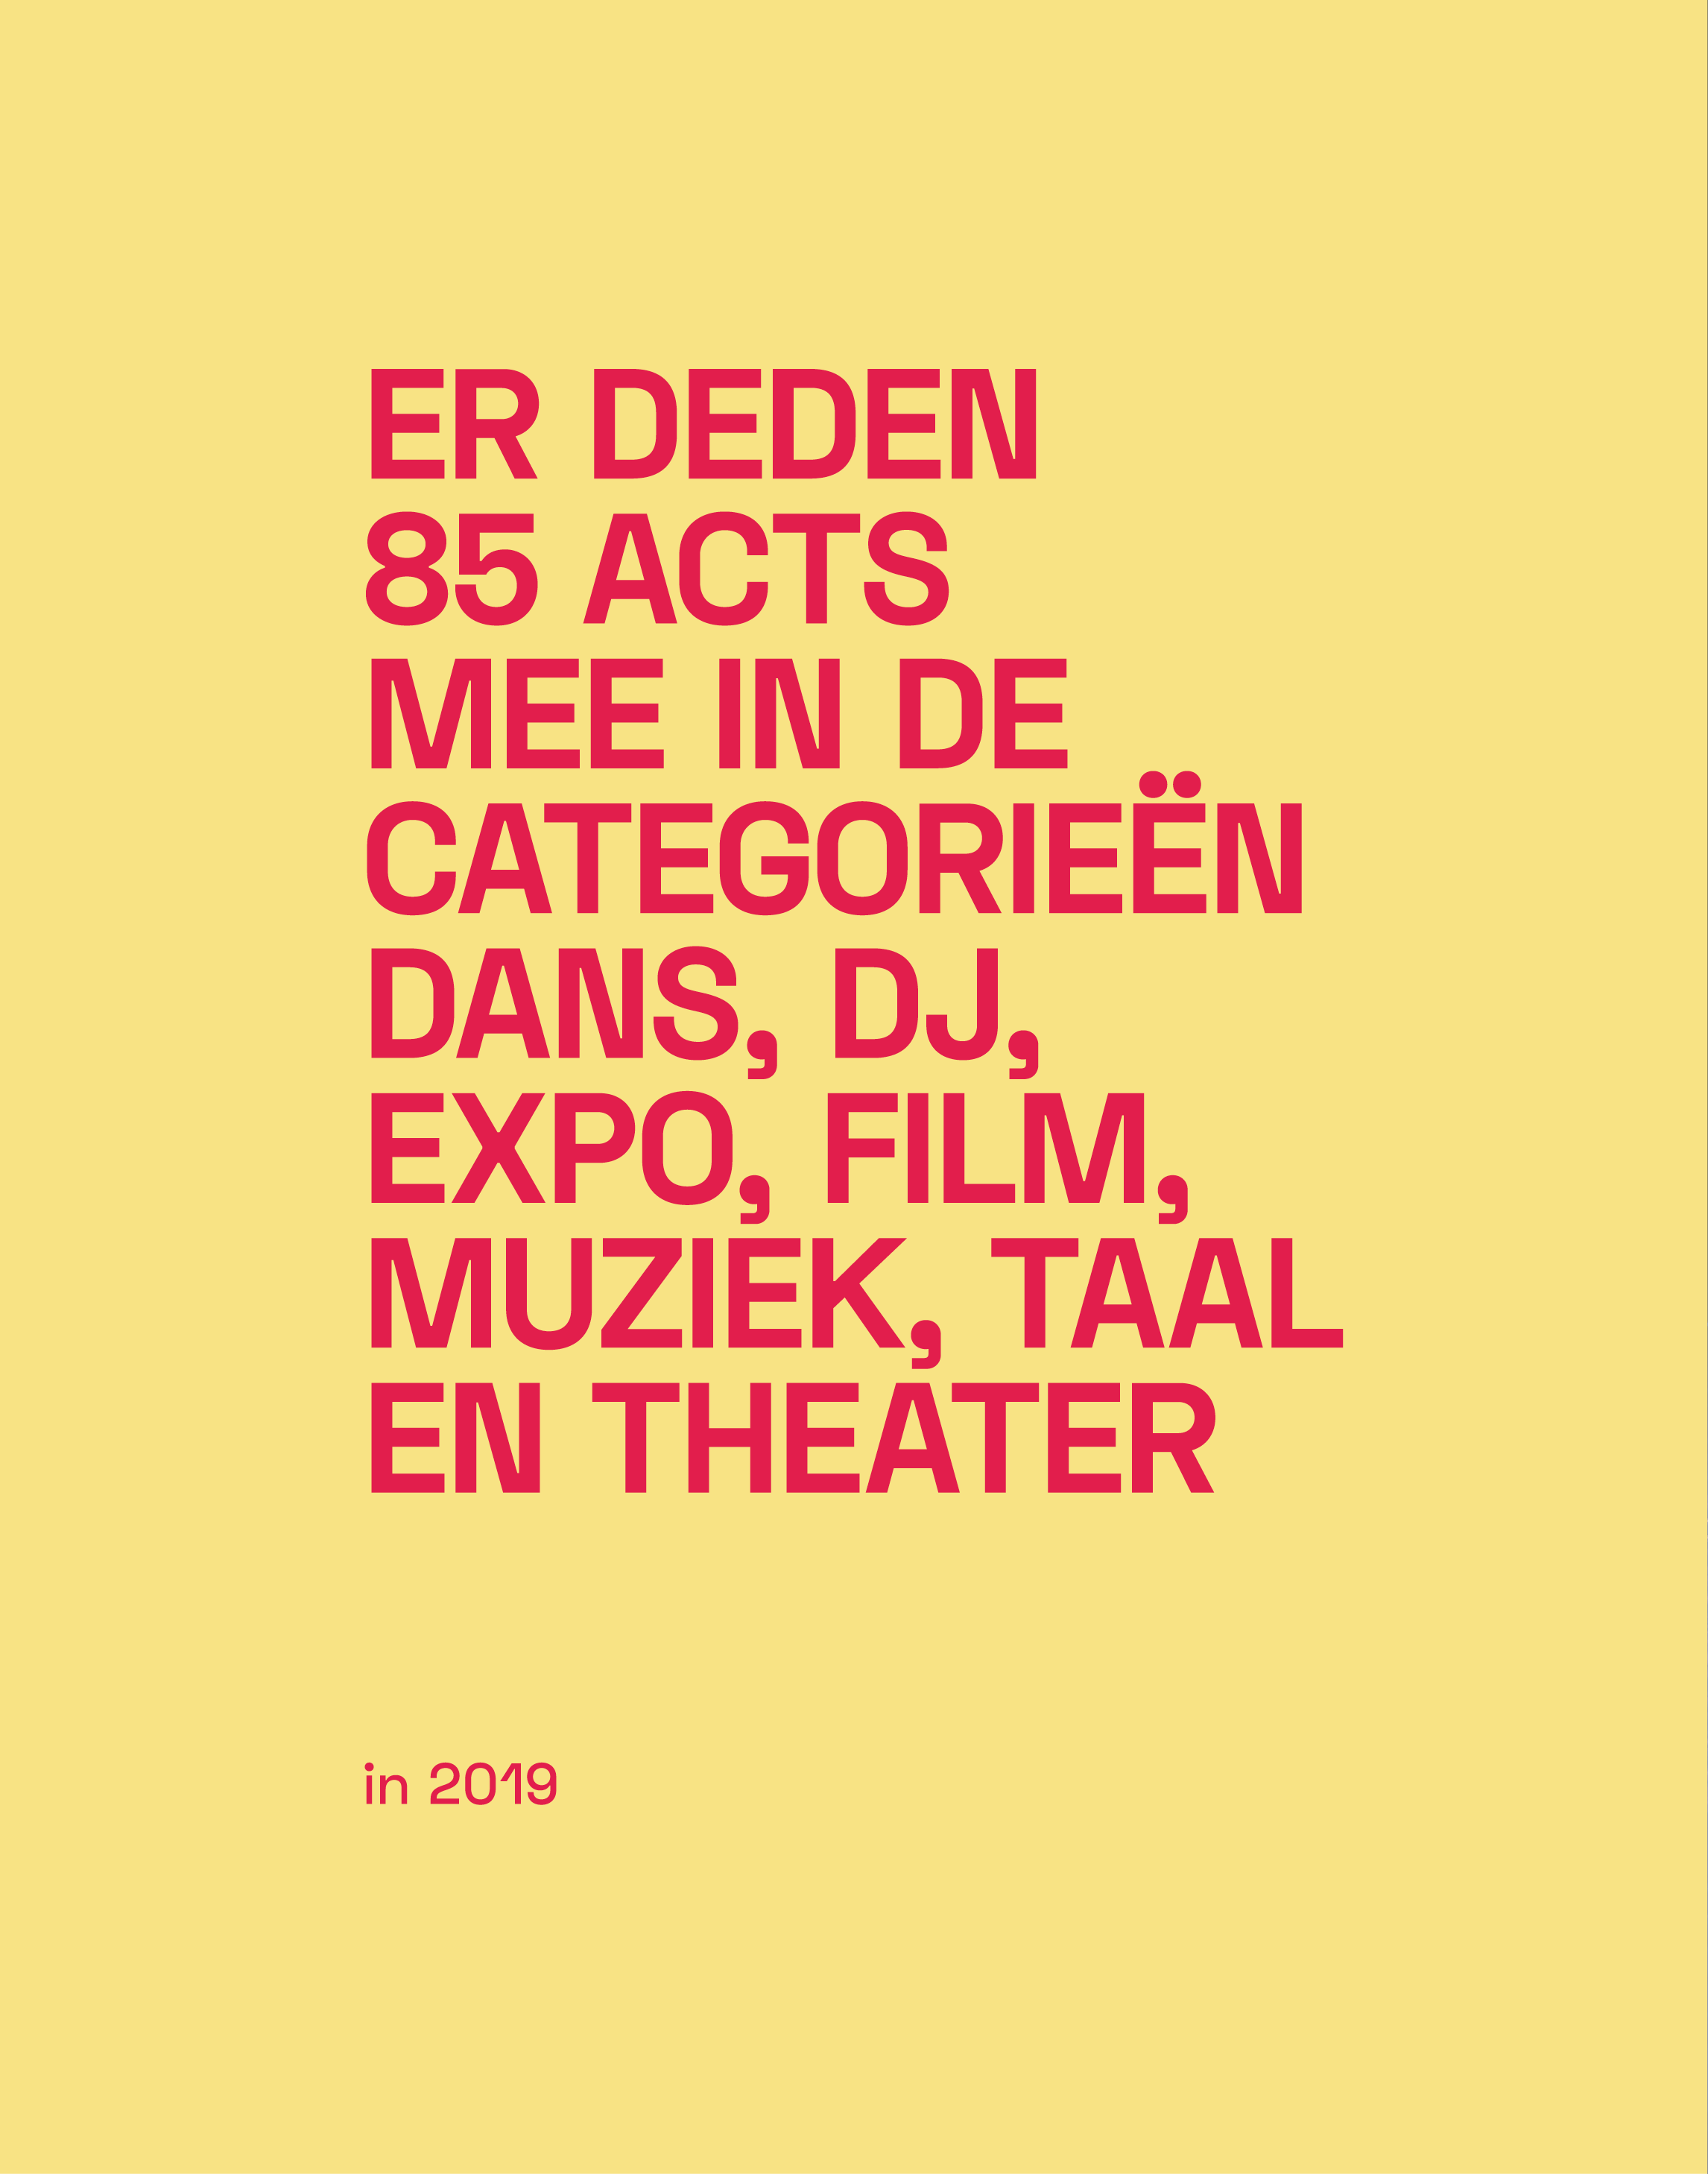 ER DEDEN
85 ACTS
MEE IN DE
CATEGORIEËN
DANS, DJ,
EXPO, FILM,
MUZIEK, TAAL
EN THEATER
in 2019